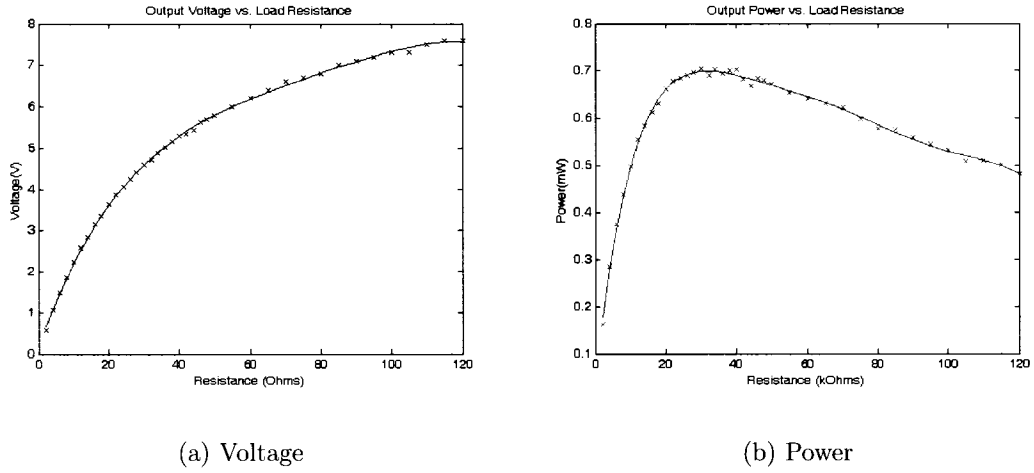 Output Voltage vs. Load Resistance
8
7
6
5
4
3
2
1
0
Voltage(V)
0 20 40 60 80 100 120
Resistance (Ohms)
(a) Voltage
Output Power vs. Load Resistance
0.8
0.7
0.6
0.5
0.4
0.3
0.2
0.1
Power(mW)
0 20 40 60 80 100 120
Resistance (kOhms)
(b) Power